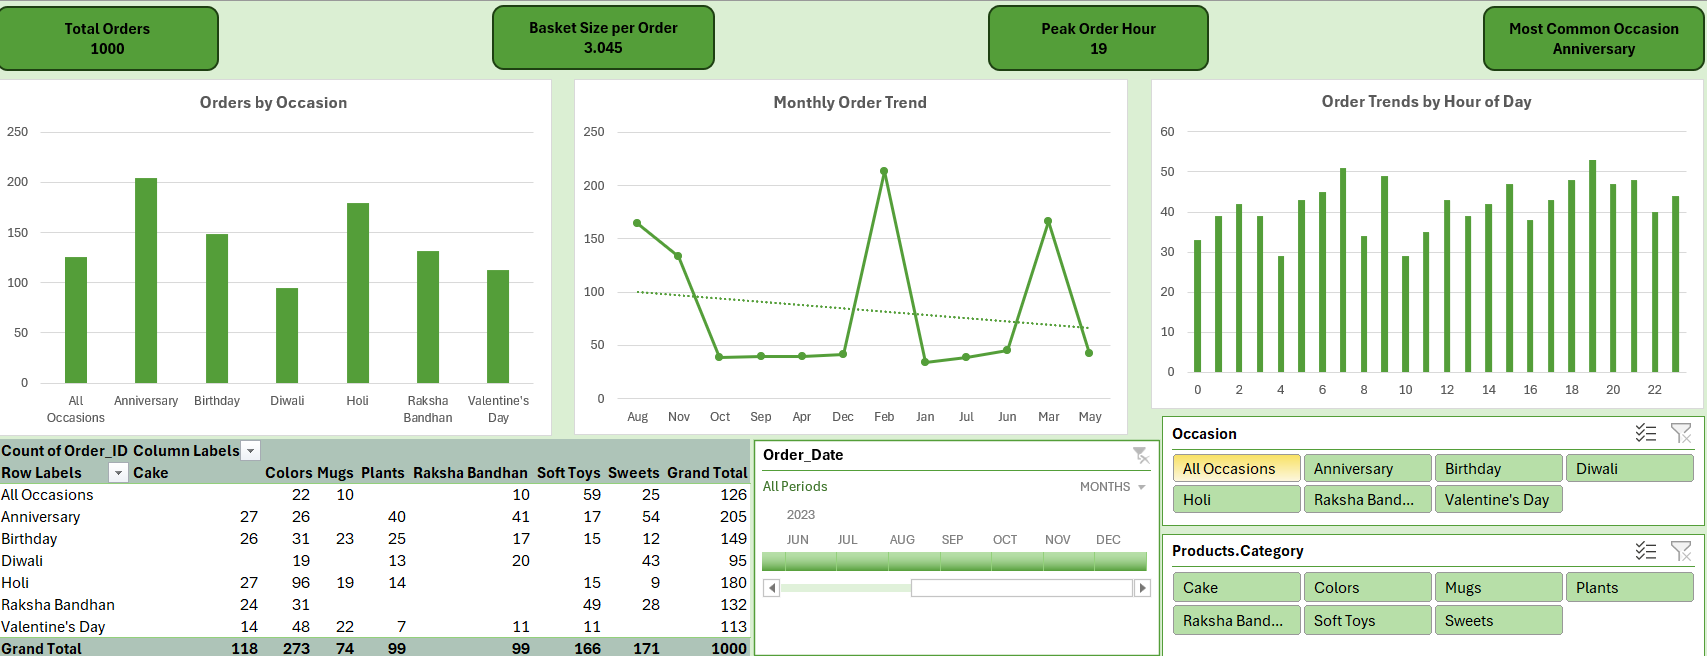 Total Orders
1000
Basket Size per Order
3.045
Peak Order Hour
19
Most Common Occasion
Anniversary
Orders by Occasion
250
200
150
100
50
0
All Occasions Anniversary Birthday Diwali Holi Raksha Bandhan Valentine's Day
Monthly Order Trend
250
200
150
100
50
0
Aug Nov Oct Sep Apr Dec Feb Jan Jul Jun Mar May
Order Trends by Hour of Day
60
50
40
30
20
10
0
0 2 4 6 8 10 12 14 16 18 20 22
Count of Order_ID Column Labels
Row Labels Cake Colors Mugs Plants Raksha Bandhan Soft Toys Sweets Grand Total
All Occasions 22 10 10 59 25 126
Anniversary 27 26 40 41 17 54 205
Birthday 26 31 23 25 17 15 12 149
Diwali 19 13 20 43 95
Holi 27 96 19 14 15 9 180
Raksha Bandhan 24 31 49 28 132
Valentine's Day 14 48 22 7 11 11 113
Grand Total 118 273 74 99 99 166 171 1000
Order_Date
All Periods MONTHS
2023
JUN JUL AUG SEP OCT NOV DEC
Occasion
All Occasions Anniversary Birthday Diwali
Holi Raksha Band... Valentine's Day
Products.Category
Cake Colors Mugs Plants
Raksha Band... Soft Toys Sweets